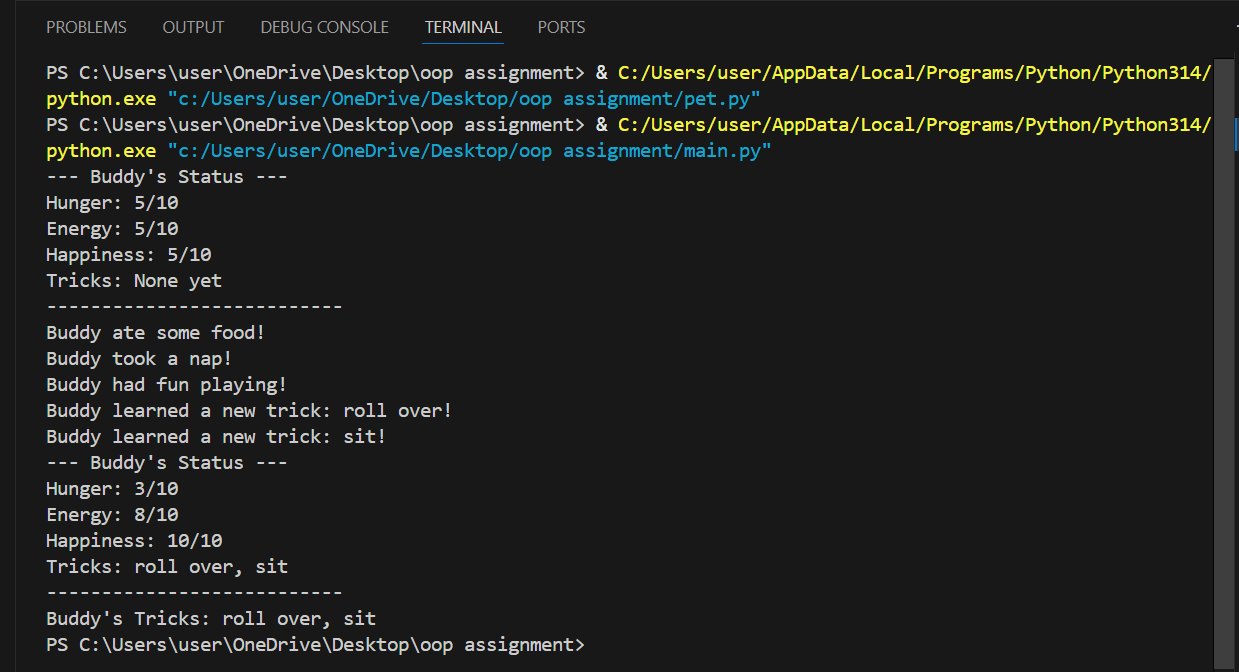 PROBLEMS OUTPUT DEBUG CONSOLE TERMINAL PORTS
PS C:\Users\user\OneDrive\Desktop\oop assignment> & C:/Users/user/AppData/Local/Programs/Python/Python314/
python.exe "c:/Users/user/OneDrive/Desktop/oop assignment/pet.py"
PS C:\Users\user\OneDrive\Desktop\oop assignment> & C:/Users/user/AppData/Local/Programs/Python/Python314/
python.exe "c:/Users/user/OneDrive/Desktop/oop assignment/main.py"
--- Buddy's Status ---
Hunger: 5/10
Energy: 5/10
Happiness: 5/10
Tricks: None yet
---------------------------
Buddy ate some food!
Buddy took a nap!
Buddy had fun playing!
Buddy learned a new trick: roll over!
Buddy learned a new trick: sit!
--- Buddy's Status ---
Hunger: 3/10
Energy: 8/10
Happiness: 10/10
Tricks: roll over, sit
---------------------------
Buddy's Tricks: roll over, sit
PS C:\Users\user\OneDrive\Desktop\oop assignment>